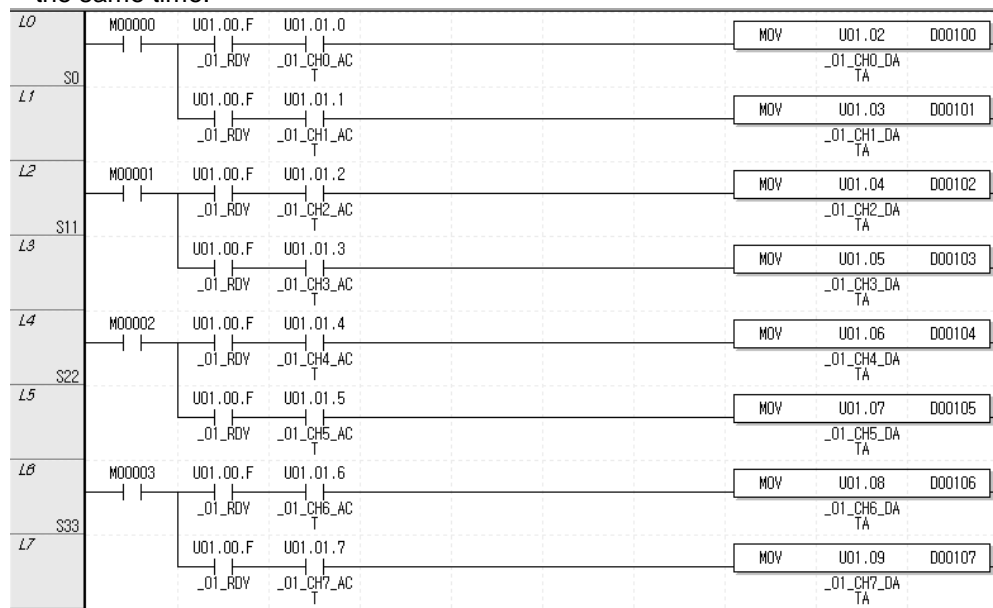 the same time.
L0 M00000 U01.00.F U01.01.0 MOV U01.02 D00100
_01_RDY _01_CH0_AC _01_CH0_DA
S0 T TA
L1 U01.00.F U01.01.1 MOV U01.03 D00101
_01_RDY _01_CH1_AC _01_CH1_DA
T TA
L2 M00001 U01.00.F U01.01.2 MOV U01.04 D00102
_01_RDY _01_CH2_AC _01_CH2_DA
S11 T TA
L3 U01.00.F U01.01.3 MOV U01.05 D00103
_01_RDY _01_CH3_AC _01_CH3_DA
T TA
L4 M00002 U01.00.F U01.01.4 MOV U01.06 D00104
_01_RDY _01_CH4_AC _01_CH4_DA
S22 T TA
L5 U01.00.F U01.01.5 MOV U01.07 D00105
_01_RDY _01_CH5_AC _01_CH5_DA
T TA
L6 M00003 U01.00.F U01.01.6 MOV U01.08 D00106
_01_RDY _01_CH6_AC _01_CH6_DA
S33 T TA
L7 U01.00.F U01.01.7 MOV U01.09 D00107
_01_RDY _01_CH7_AC _01_CH7_DA
T TA